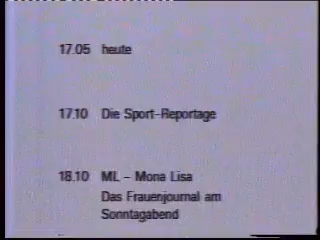 17.05 heute
17.10 Die Sport-Reportage
18.10 ML - Mona Lisa
Das Frauenjournal am
Sonntagabend